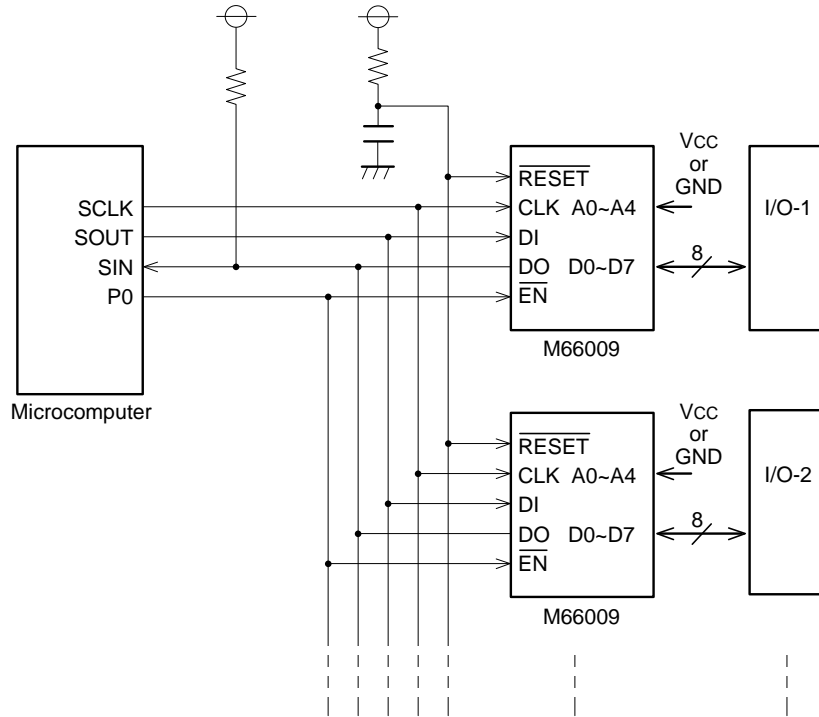 Microcomputer
SCLK
SOUT
SIN
P0
RESET
CLK A0~A4
DI
DO D0~D7
EN
M66009
VCC
or
GND
8
I/O-1
RESET
CLK A0~A4
DI
DO D0~D7
EN
M66009
VCC
or
GND
8
I/O-2